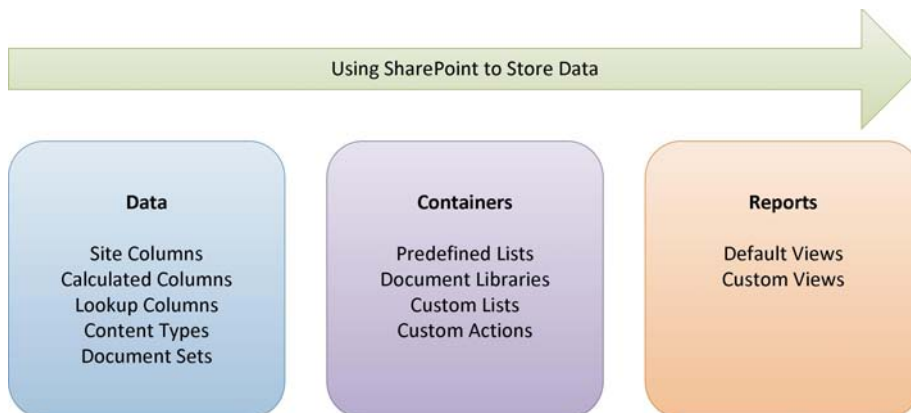 Using SharePoint to Store Data
Data
Site Columns
Calculated Columns
Lookup Columns
Content Types
Document Sets
Containers
Predefined Lists
Document Libraries
Custom Lists
Custom Actions
Reports
Default Views
Custom Views